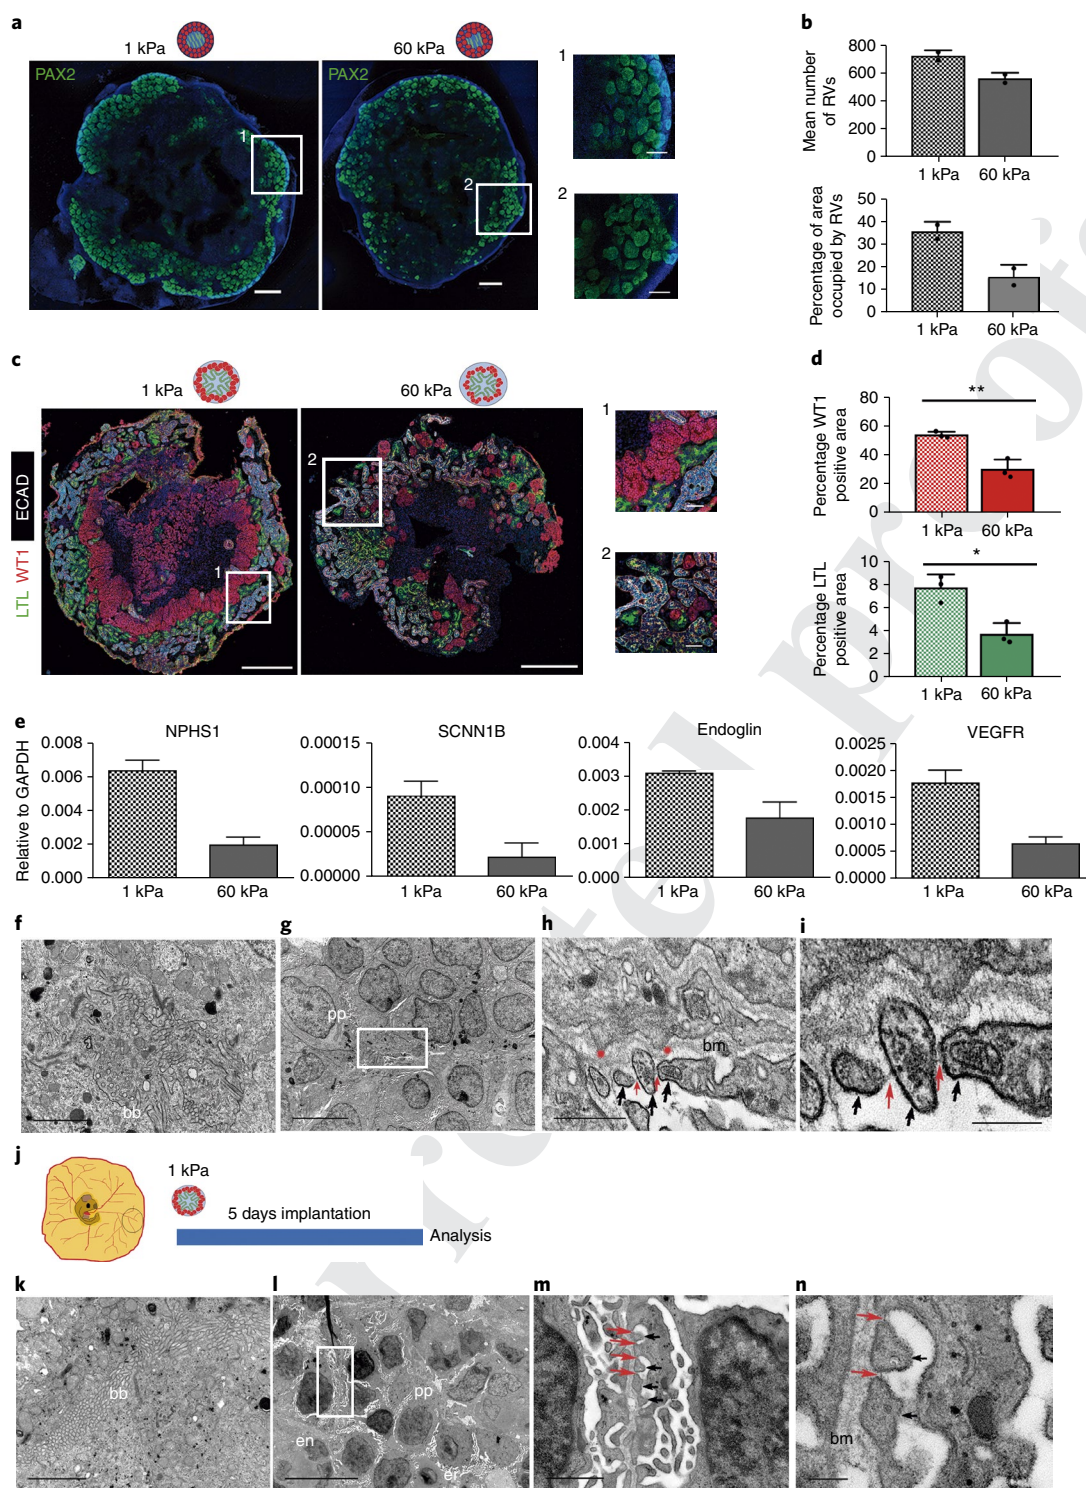 a
1 kPa
60 kPa
PAX2
PAX2
1
2
1
2
b
Mean number
of RVs
800
600
400
200
0
1 kPa
60 kPa
Percentage of area
occupied by RVs
50
40
30
20
10
0
1 kPa
60 kPa
c
1 kPa
60 kPa
LTL WT1 ECAD
1
2
1
2
d
Percentage WT1
positive area
80
60
40
20
0
**
1 kPa
60 kPa
Percentage LTL
positive area
10
8
6
4
2
0
*
1 kPa
60 kPa
e
Relative to GAPDH
NPHS1
0.008
0.006
0.004
0.002
0.000
1 kPa
60 kPa
SCNN1B
0.00015
0.00010
0.00005
0.00000
1 kPa
60 kPa
Endoglin
0.004
0.003
0.002
0.001
0.000
1 kPa
60 kPa
VEGFR
0.0025
0.0020
0.0015
0.0010
0.0005
0.0000
1 kPa
60 kPa
f
bb
g
pp
h
bm
i
j
1 kPa
5 days implantation
Analysis
k
bb
l
pp
en
er
m
n
bm